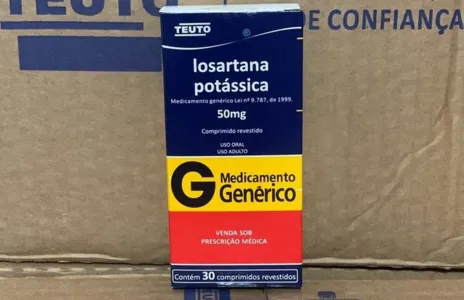 TEUTO
DE CONFIANÇA
TEUTO
losartana
potássica
Medicamento genérico Lei nº 9.787, de 1999.
50mg
Comprimido revestido
USO ORAL
USO ADULTO
G Medicamento
Genérico
VENDA SOB
PRESCRIÇÃO MÉDICA
Contém 30 comprimidos revestidos